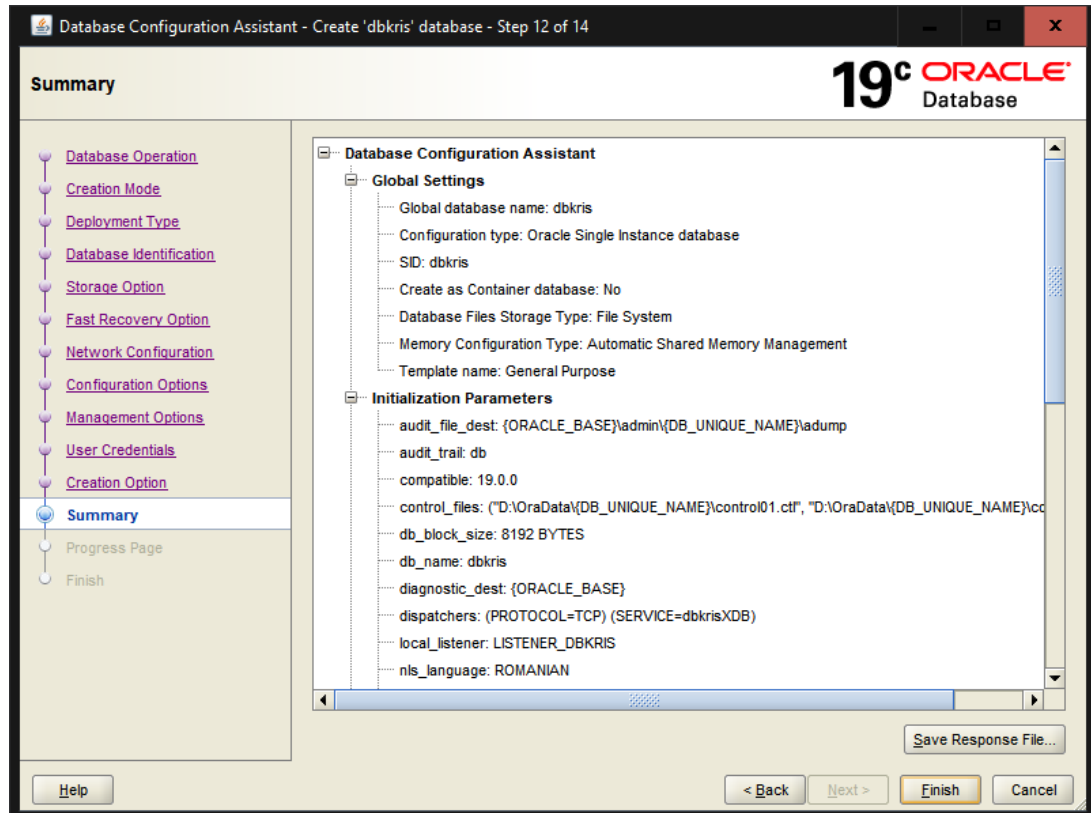 Database Configuration Assistant - Create 'dbkris' database - Step 12 of 14
Summary
19c ORACLE
Database
Database Operation
Creation Mode
Deployment Type
Database Identification
Storage Option
Fast Recovery Option
Network Configuration
Configuration Options
Management Options
User Credentials
Creation Option
Summary
Progress Page
Finish
Database Configuration Assistant
Global Settings
Global database name: dbkris
Configuration type: Oracle Single Instance database
SID: dbkris
Create as Container database: No
Database Files Storage Type: File System
Memory Configuration Type: Automatic Shared Memory Management
Template name: General Purpose
Initialization Parameters
audit_file_dest: {ORACLE_BASE}\admin\{DB_UNIQUE_NAME}\adump
audit_trail: db
compatible: 19.0.0
control_files: ("D:\OraData\{DB_UNIQUE_NAME}\control01.ctl", "D:\OraData\{DB_UNIQUE_NAME}\co
db_block_size: 8192 BYTES
db_name: dbkris
diagnostic_dest: {ORACLE_BASE}
dispatchers: (PROTOCOL=TCP) (SERVICE=dbkrisXDB)
local_listener: LISTENER_DBKRIS
nls_language: ROMANIAN
Save Response File...
Help
< Back
Next >
Finish
Cancel